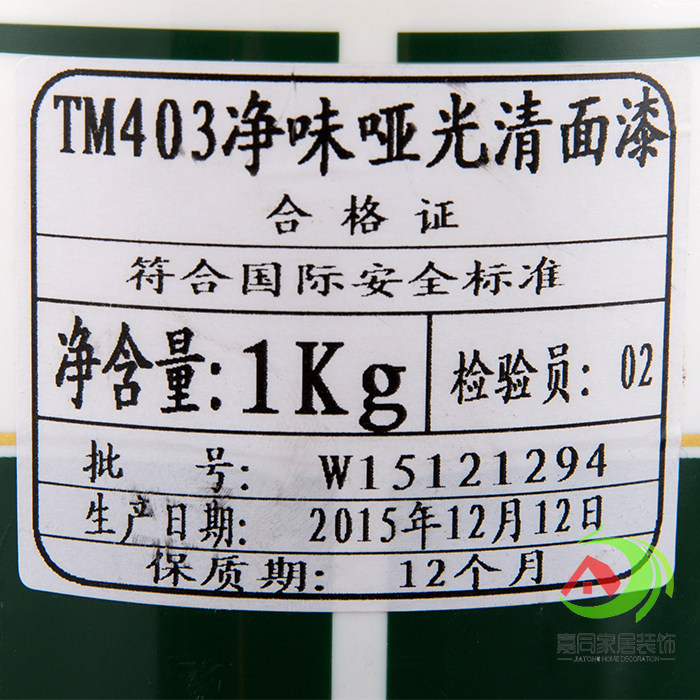 TM403净味哑光清面漆
合格证
符合国际安全标准
净含量:1Kg
检验员:02
批 号: W15121294
生产日期: 2015年12月12日
保质期: 12个月
嘉同家居装饰